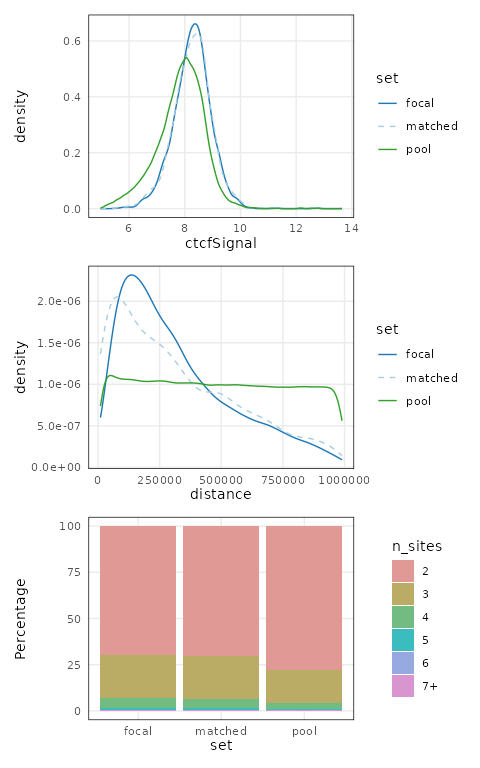 density
0.6
0.4
0.2
0.0
6
8
10
12
14
ctcfSignal
set
focal
matched
pool
density
2.0e-06
1.5e-06
1.0e-06
5.0e-07
0.0e+00
0
250000
500000
750000
1000000
distance
set
focal
matched
pool
Percentage
100
75
50
25
0
focal
matched
pool
set
n_sites
2
3
4
5
6
7+